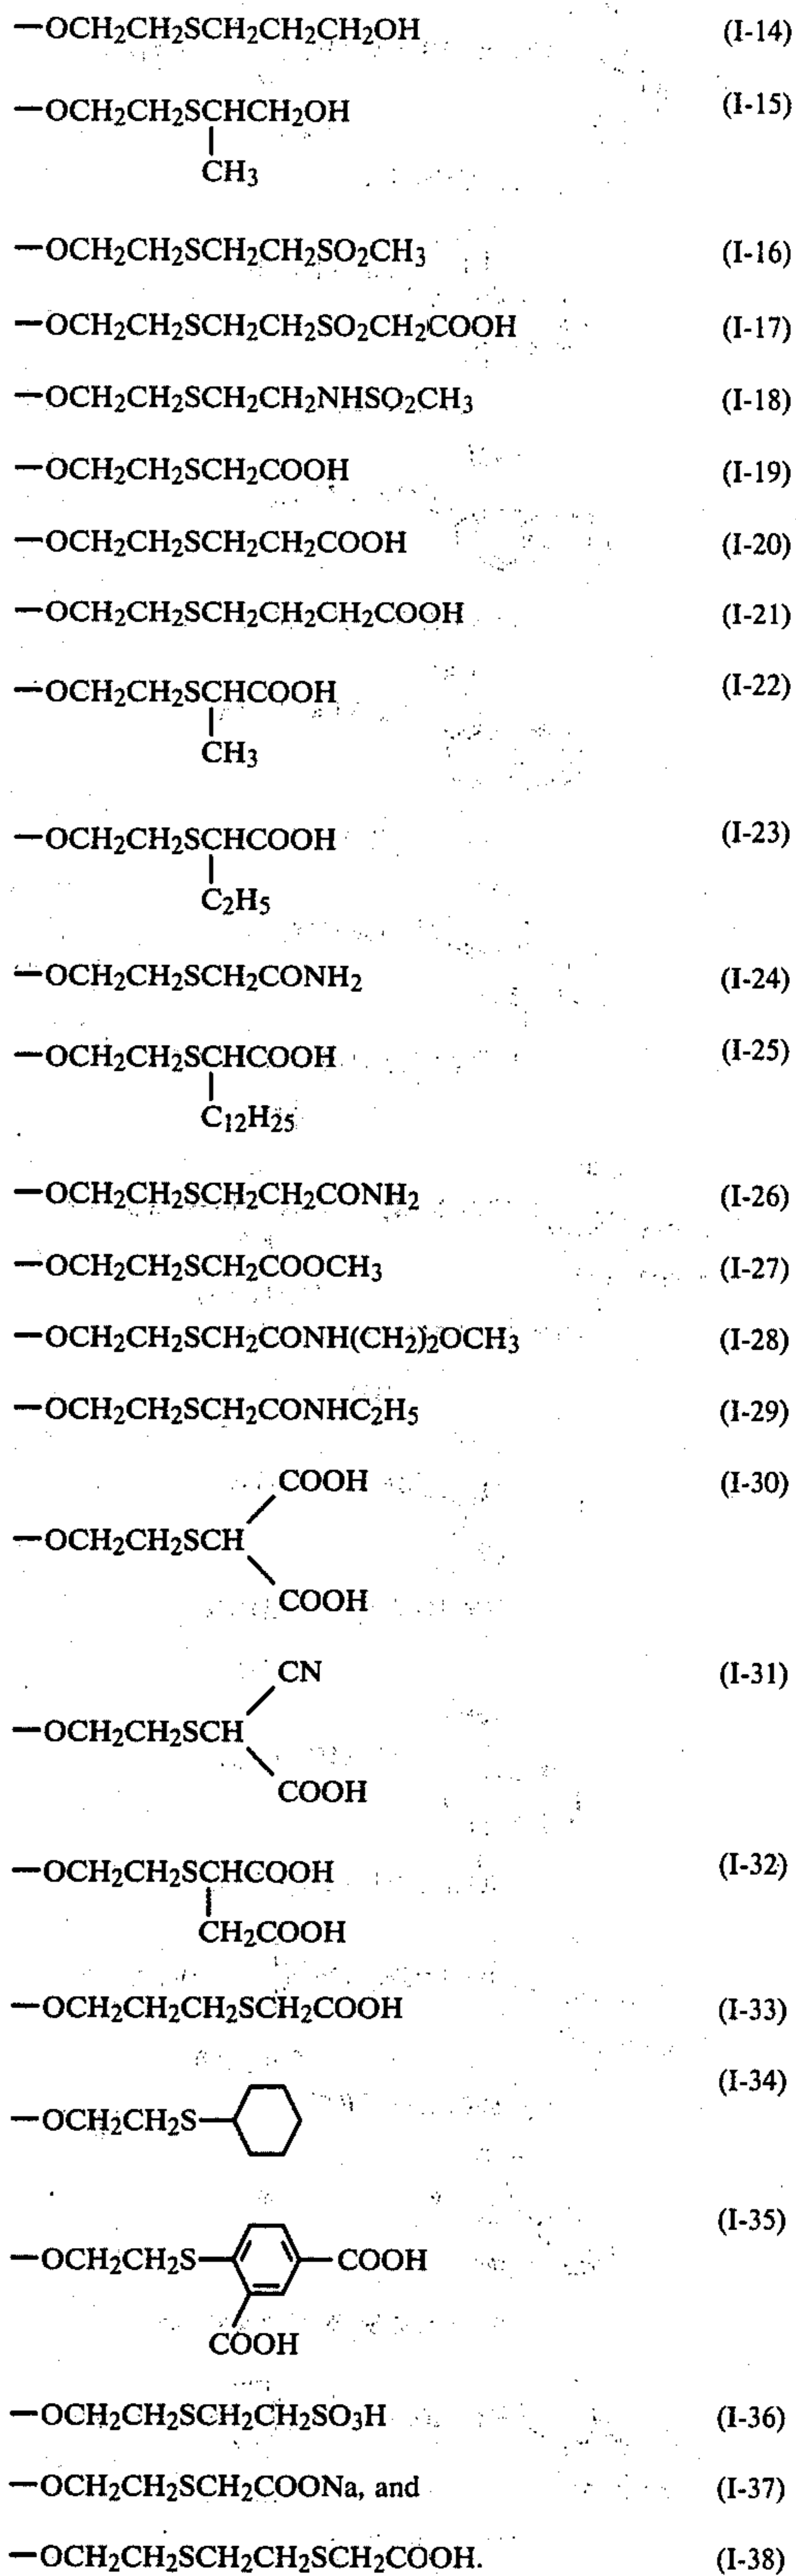 —OCH2CH2SCH2CH2CH2OH (I-14)
—OCH2CH2SCHCH2OH (I-15)
CH3
—OCH2CH2SCH2CH2SO2CH3 (I-16)
—OCH2CH2SCH2CH2SO2CH2COOH (I-17)
—OCH2CH2SCH2CH2NHSO2CH3 (I-18)
—OCH2CH2SCH2COOH (I-19)
—OCH2CH2SCH2CH2COOH (I-20)
—OCH2CH2SCH2CH2CH2COOH (I-21)
—OCH2CH2SCHCOOH (I-22)
CH3
—OCH2CH2SCHCOOH (I-23)
C2H5
—OCH2CH2SCH2CONH2 (I-24)
—OCH2CH2SCHCOOH (I-25)
C12H25
—OCH2CH2SCH2CH2CONH2 (I-26)
—OCH2CH2SCH2COOCH3 (I-27)
—OCH2CH2SCH2CONH(CH2)2OCH3 (I-28)
—OCH2CH2SCH2CONHC2H5 (I-29)
COOH (I-30)
—OCH2CH2SCH
COOH
CN (I-31)
—OCH2CH2SCH
COOH
—OCH2CH2SCHCOOH (I-32)
CH2COOH
—OCH2CH2CH2SCH2COOH (I-33)
(I-34)
—OCH2CH2S—
(I-35)
—OCH2CH2S— —COOH
COOH
—OCH2CH2SCH2CH2SO3H (I-36)
—OCH2CH2SCH2COONa, and (I-37)
—OCH2CH2SCH2CH2SCH2COOH. (I-38)